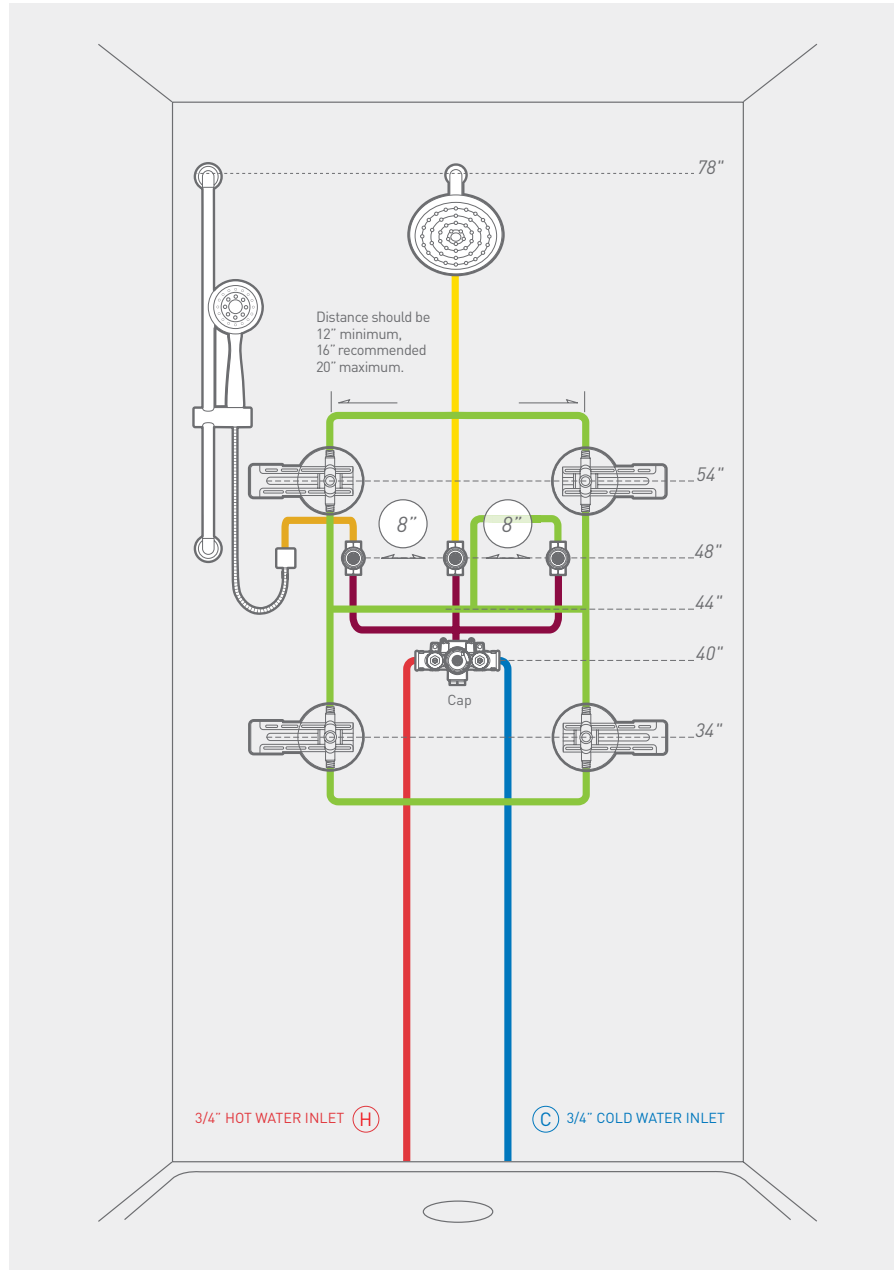 78"
Distance should be
12" minimum,
16" recommended
20" maximum.
54"
8"
8"
48"
44"
40"
Cap
34"
3/4" HOT WATER INLET H
C 3/4" COLD WATER INLET